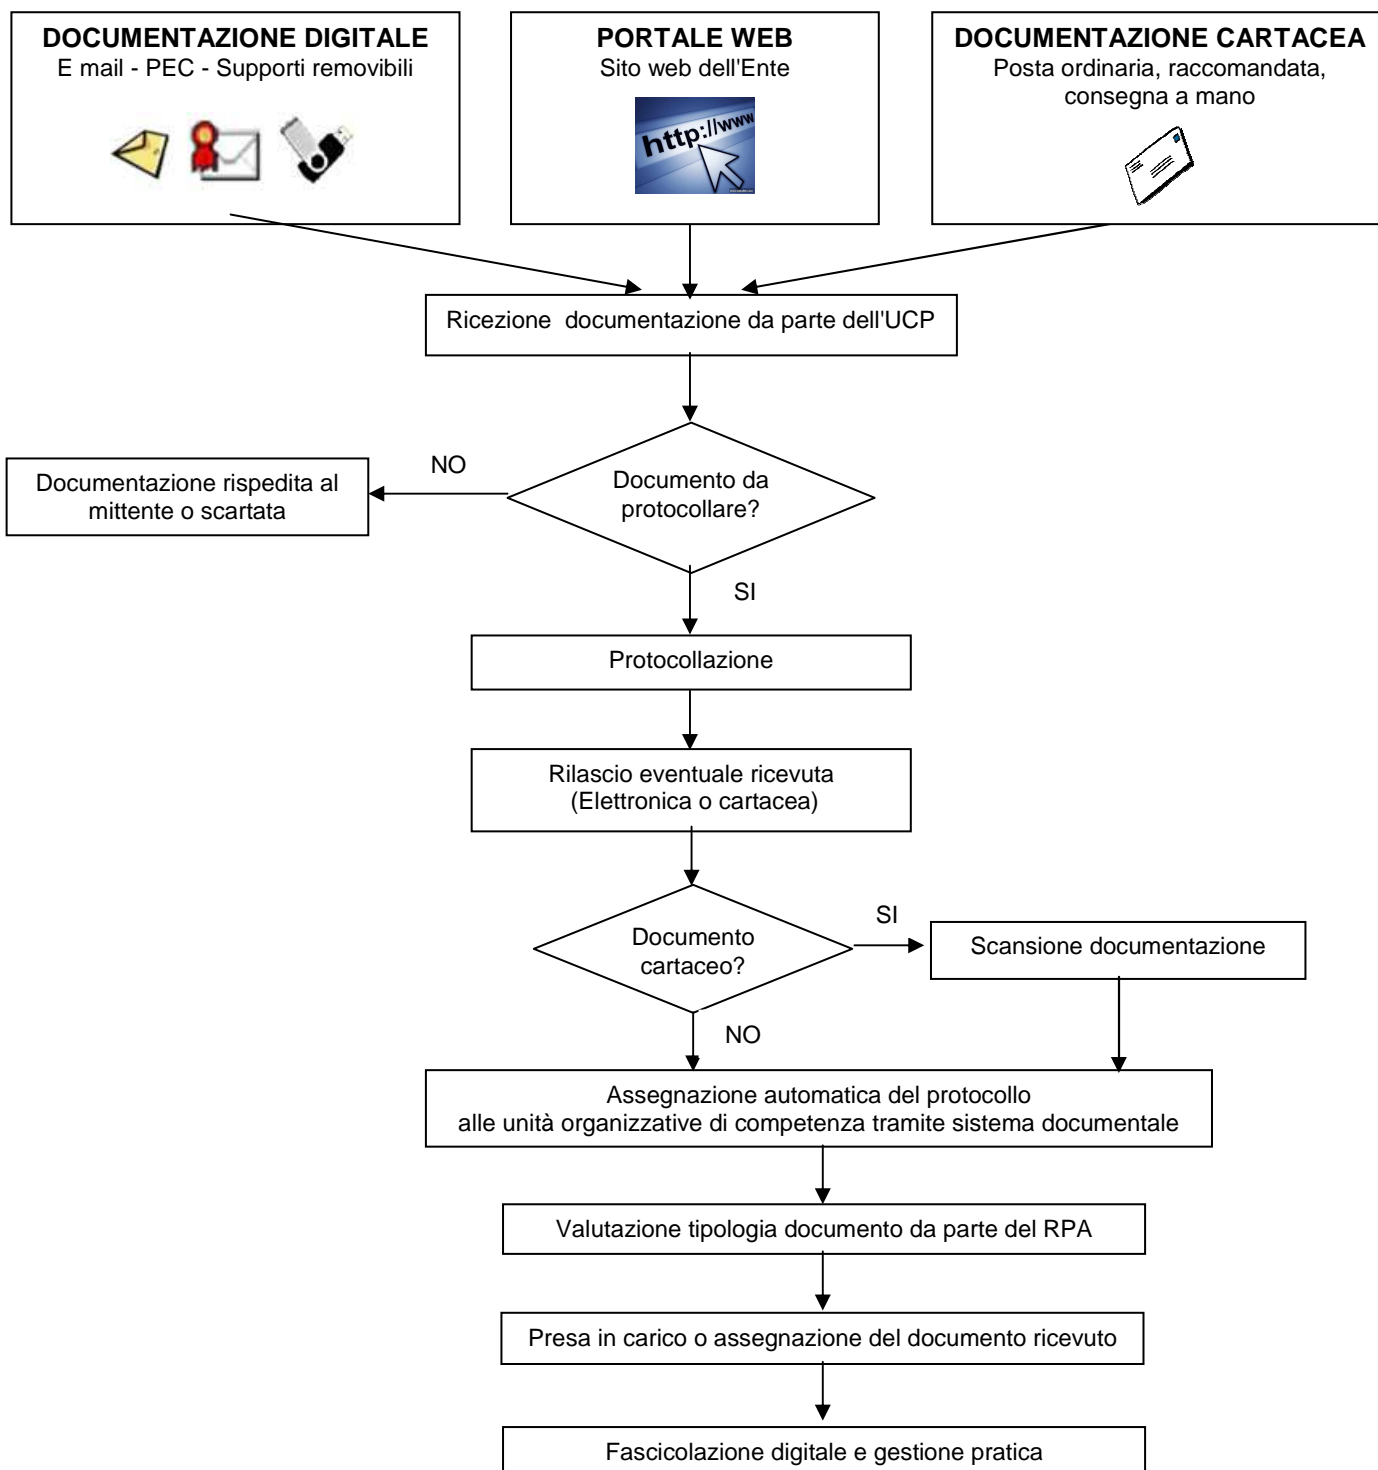 DOCUMENTAZIONE DIGITALE
E mail - PEC - Supporti removibili
PORTALE WEB
Sito web dell'Ente
http://www
DOCUMENTAZIONE CARTACEA
Posta ordinaria, raccomandata,
consegna a mano
Ricezione documentazione da parte dell'UCP
Documento da
protocollare?
NO
Documentazione rispedita al
mittente o scartata
SI
Protocollazione
Rilascio eventuale ricevuta
(Elettronica o cartacea)
Documento
cartaceo?
SI
Scansione documentazione
NO
Assegnazione automatica del protocollo
alle unità organizzative di competenza tramite sistema documentale
Valutazione tipologia documento da parte del RPA
Presa in carico o assegnazione del documento ricevuto
Fascicolazione digitale e gestione pratica